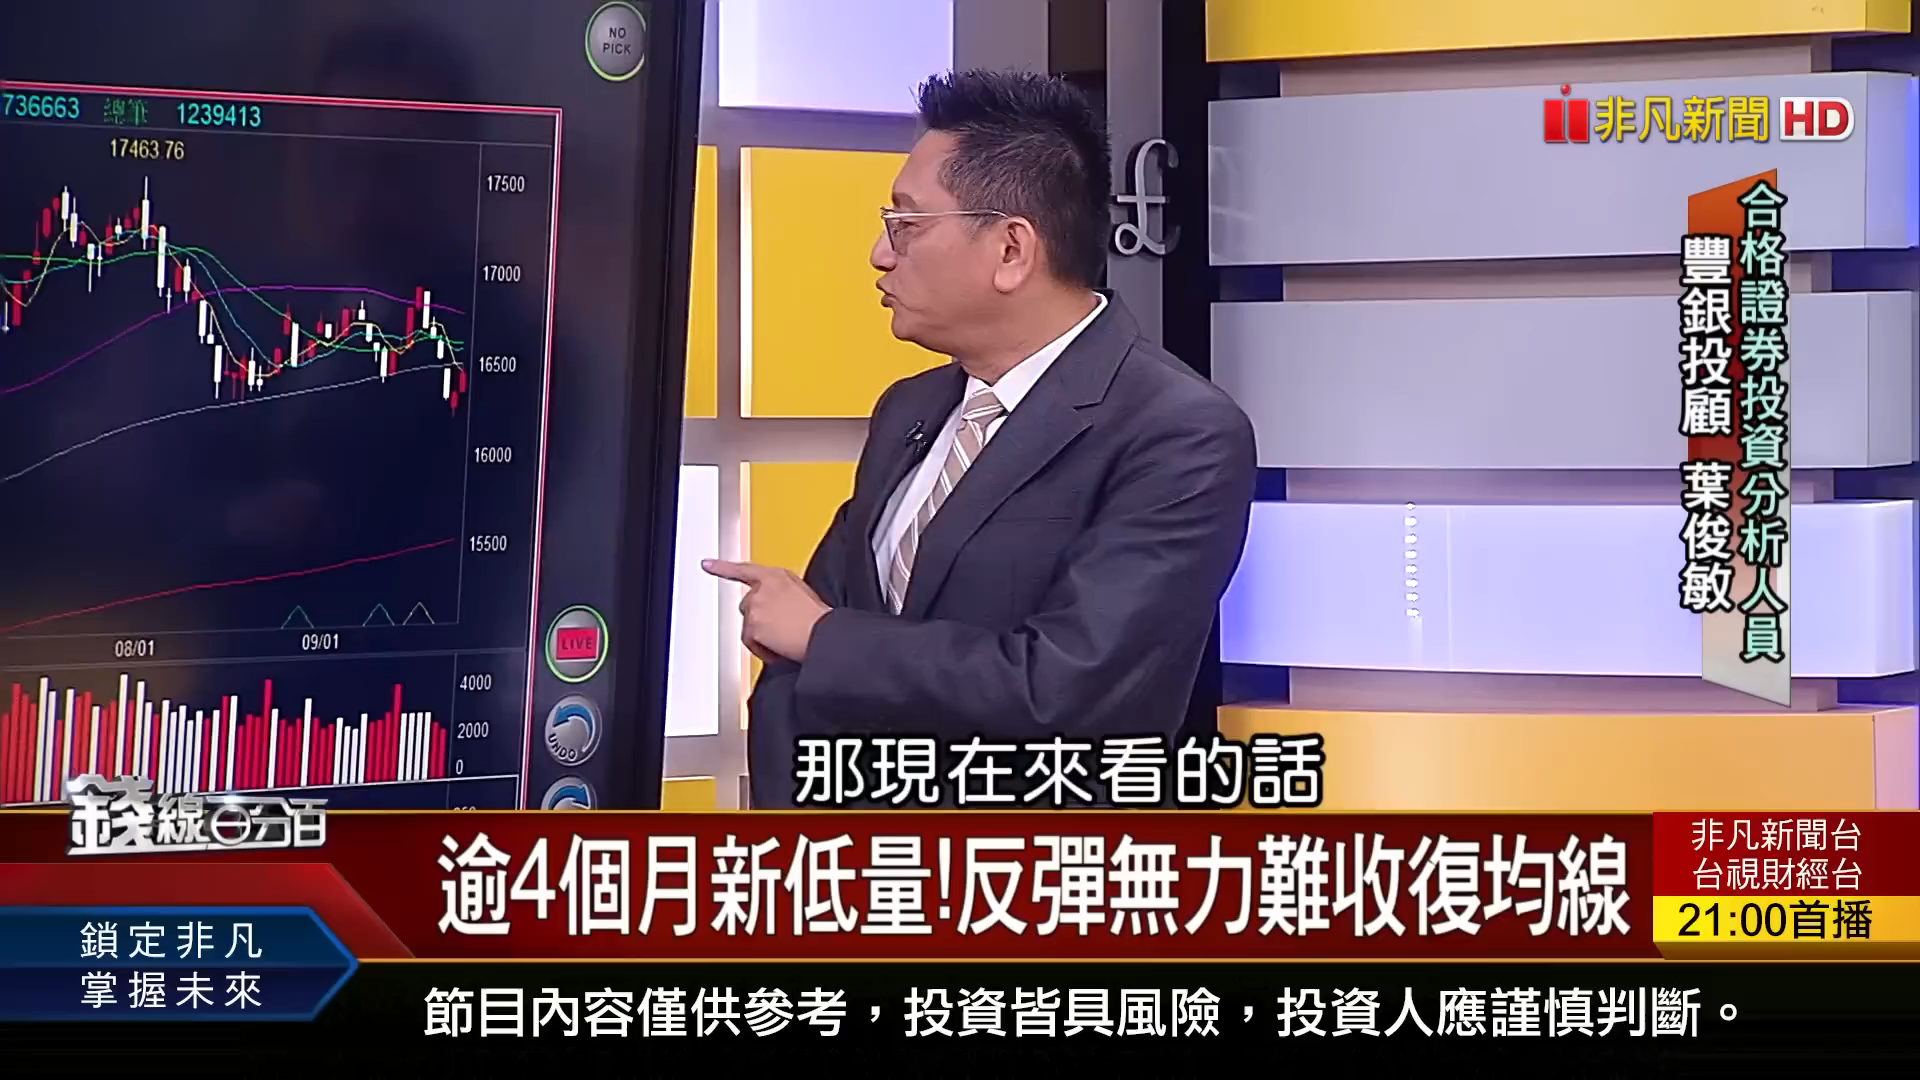 NO
PICK
736663 總筆 1239413
17463.76
17500
17000
16500
16000
15500
08/01 09/01
4000
2000
0
LIVE
UNDO
非凡新聞 HD
合格證券投資分析人員
豐銀投顧 葉俊敏
那現在來看的話
錢線百分百
逾4個月新低量!反彈無力難收復均線
非凡新聞台
台視財經台
21:00首播
鎖定非凡
掌握未來
節目內容僅供參考，投資皆具風險，投資人應謹慎判斷。